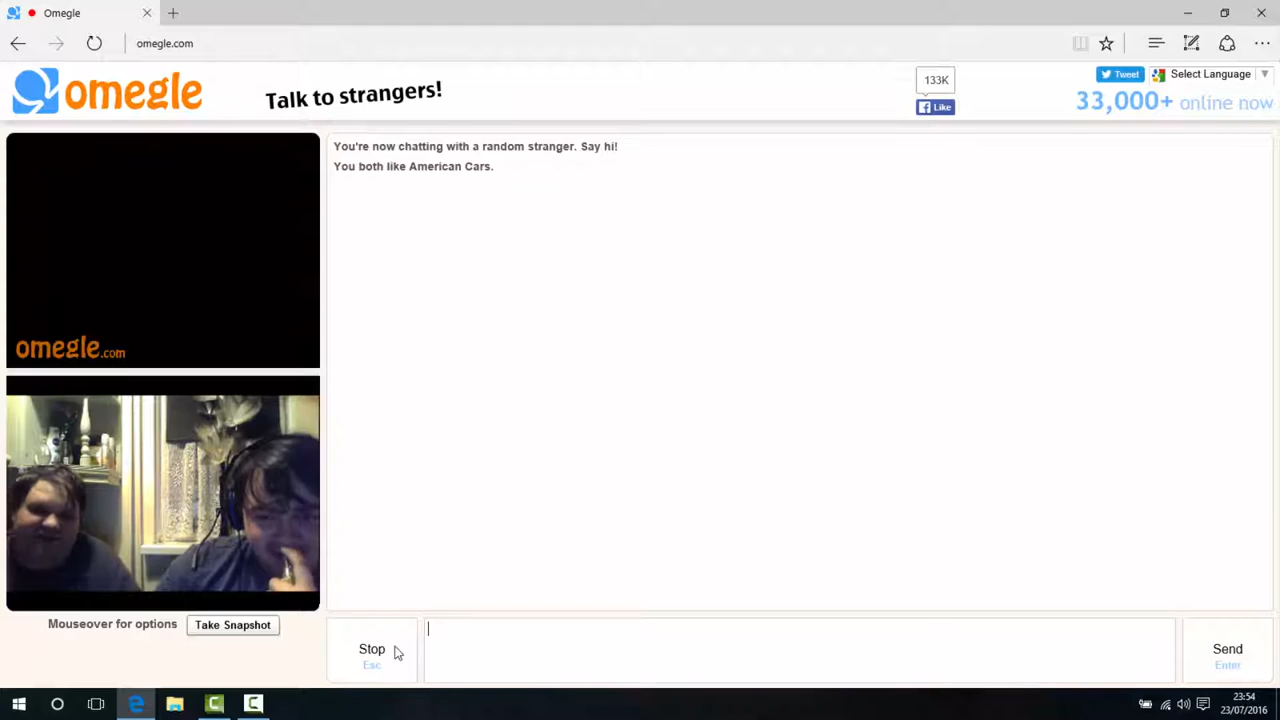 Omegle
omegle.com
omegle
Talk to strangers!
133K
Like
Tweet
Select Language
33,000+ online now
omegle.com
You're now chatting with a random stranger. Say hi!
You both like American Cars.
Mouseover for options
Take Snapshot
Stop
Esc
Send
Enter
23:54
23/07/2016